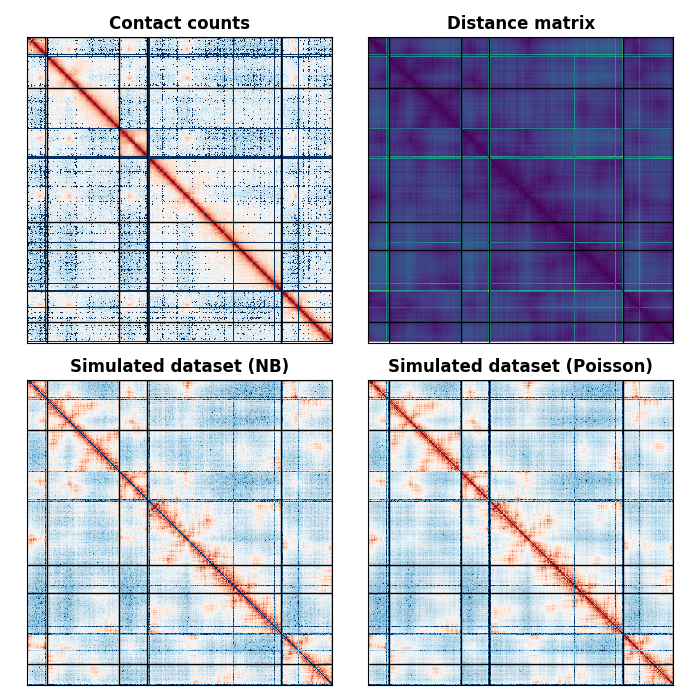 Contact counts
Distance matrix
Simulated dataset (NB)
Simulated dataset (Poisson)